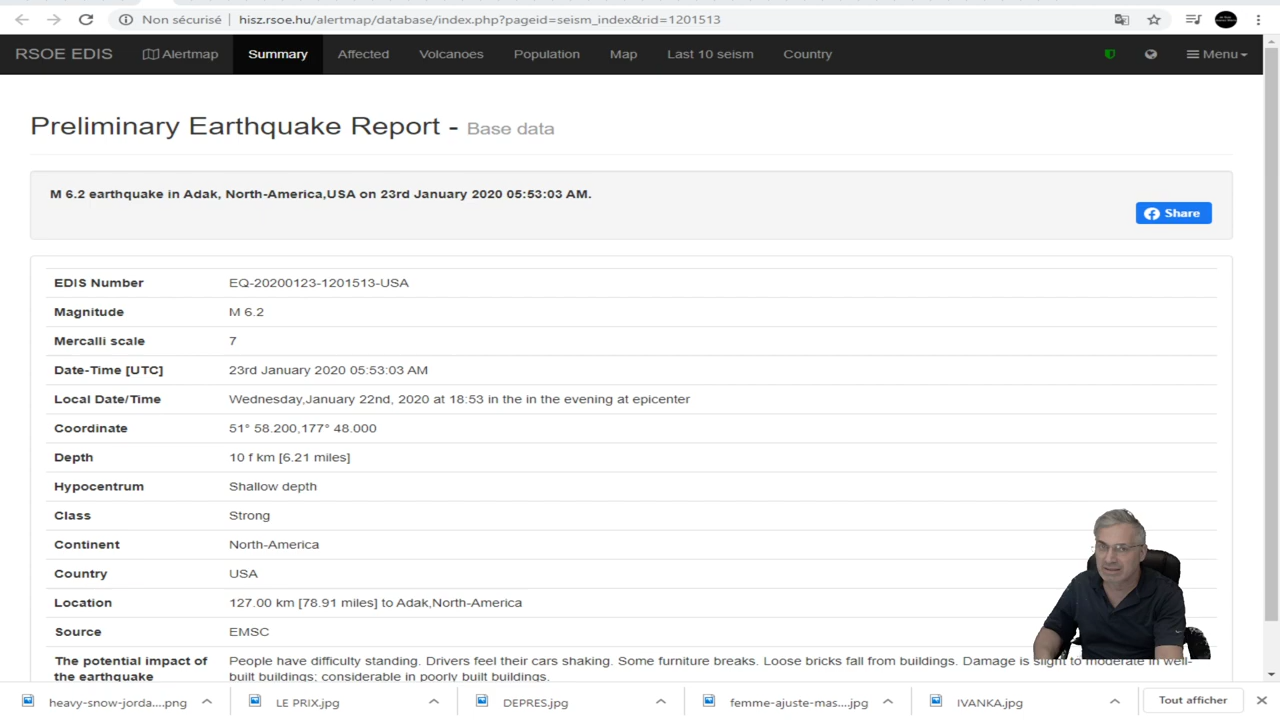 Non sécurisé | hisz.rsoe.hu/alertmap/database/index.php?pageid=seism_index&rid=1201513
RSOE EDIS Alertmap Summary Affected Volcanoes Population Map Last 10 seism Country Menu
Preliminary Earthquake Report - Base data
M 6.2 earthquake in Adak, North-America,USA on 23rd January 2020 05:53:03 AM.
Share
EDIS Number EQ-20200123-1201513-USA
Magnitude M 6.2
Mercalli scale 7
Date-Time [UTC] 23rd January 2020 05:53:03 AM
Local Date/Time Wednesday,January 22nd, 2020 at 18:53 in the in the evening at epicenter
Coordinate 51° 58.200,177° 48.000
Depth 10 f km [6.21 miles]
Hypocentrum Shallow depth
Class Strong
Continent North-America
Country USA
Location 127.00 km [78.91 miles] to Adak,North-America
Source EMSC
The potential impact of People have difficulty standing. Drivers feel their cars shaking. Some furniture breaks. Loose bricks fall from buildings. Damage is slight to moderate in well-
the earthquake built buildings; considerable in poorly built buildings.
heavy-snow-jorda....png LE PRIX.jpg DEPRES.jpg femme-ajuste-mas....jpg IVANKA.jpg Tout afficher